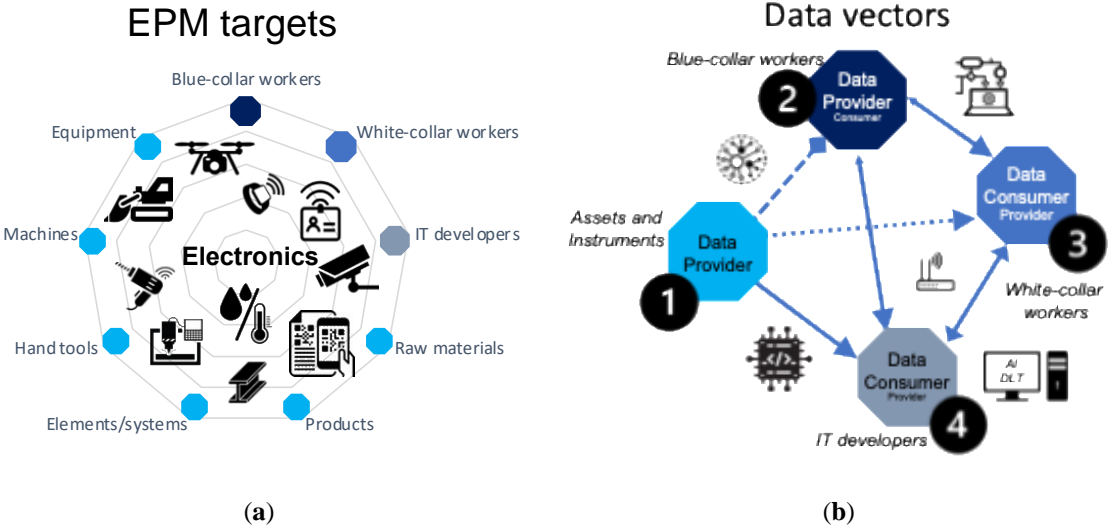 EPM targets
Blue-collar workers
Equipment
White-collar workers
Machines
Electronics
IT developers
Hand tools
Raw materials
Elements/systems
Products
(a)
Data vectors
Blue-collar workers
Data
Provider
Consumer
2
Data
Consumer
Provider
3
White-collar
workers
Assets and
Instruments
Data
Provider
1
</>
Data
Consumer
Provider
4
IT developers
AI
DLT
(b)